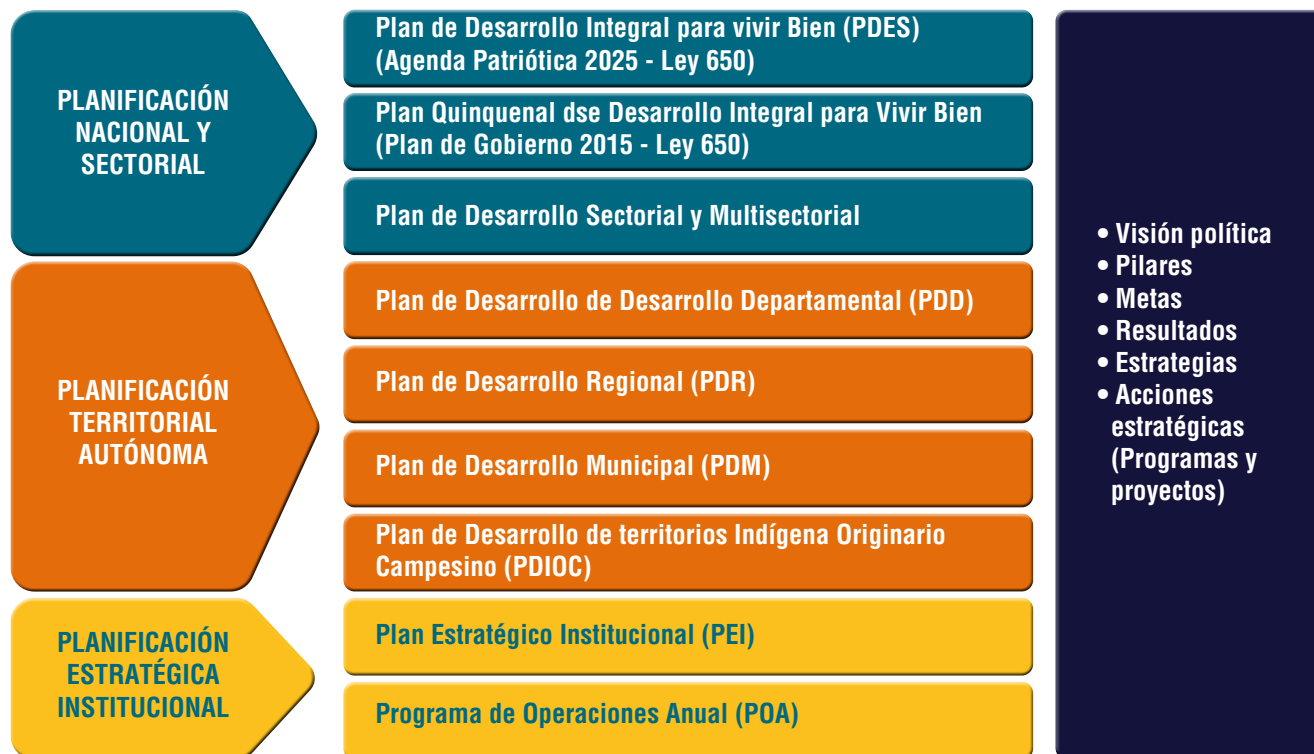 PLANIFICACIÓN
NACIONAL Y
SECTORIAL
Plan de Desarrollo Integral para vivir Bien (PDES)
(Agenda Patriótica 2025 - Ley 650)
Plan Quinquenal dse Desarrollo Integral para Vivir Bien
(Plan de Gobierno 2015 - Ley 650)
Plan de Desarrollo Sectorial y Multisectorial
PLANIFICACIÓN
TERRITORIAL
AUTÓNOMA
Plan de Desarrollo de Desarrollo Departamental (PDD)
Plan de Desarrollo Regional (PDR)
Plan de Desarrollo Municipal (PDM)
Plan de Desarrollo de territorios Indígena Originario
Campesino (PDIOC)
PLANIFICACIÓN
ESTRATÉGICA
INSTITUCIONAL
Plan Estratégico Institucional (PEI)
Programa de Operaciones Anual (POA)
• Visión política
• Pilares
• Metas
• Resultados
• Estrategias
• Acciones
estratégicas
(Programas y
proyectos)